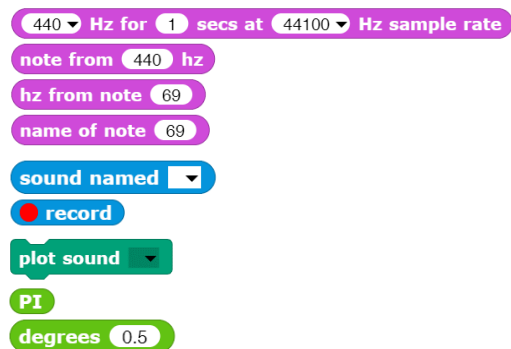 440 Hz for 1 secs at 44100 Hz sample rate
note from 440 hz
hz from note 69
name of note 69
sound named
record
plot sound
PI
degrees 0.5